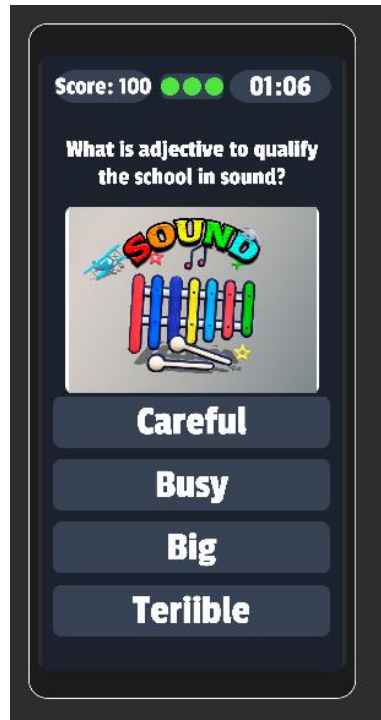 Score: 100
01:06
What is adjective to qualify
the school in sound?
SOUND
Careful
Busy
Big
Teriible